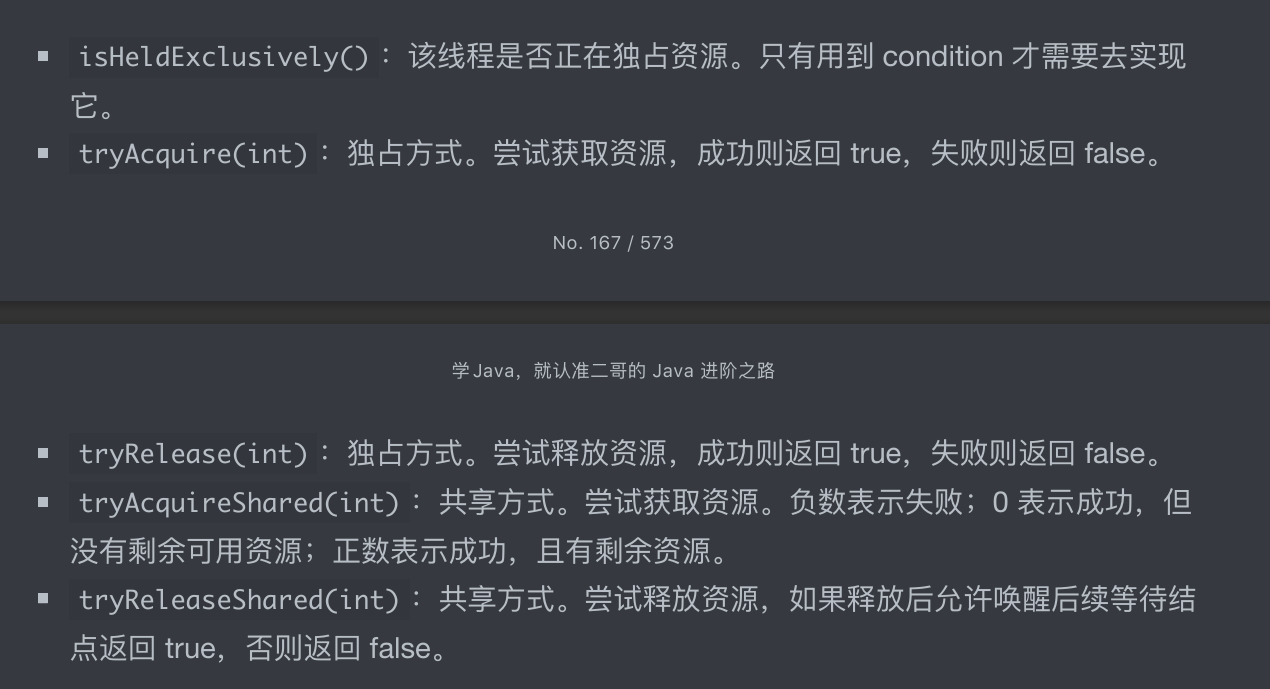 isHeldExclusively()：该线程是否正在独占资源。只有用到 condition 才需要去实现
它。
tryAcquire(int)：独占方式。尝试获取资源，成功则返回 true，失败则返回 false。
No. 167 / 573
学Java，就认准二哥的 Java 进阶之路
tryRelease(int)：独占方式。尝试释放资源，成功则返回 true，失败则返回 false。
tryAcquireShared(int)：共享方式。尝试获取资源。负数表示失败；0 表示成功，但
没有剩余可用资源；正数表示成功，且有剩余资源。
tryReleaseShared(int)：共享方式。尝试释放资源，如果释放后允许唤醒后续等待结
点返回 true，否则返回 false。